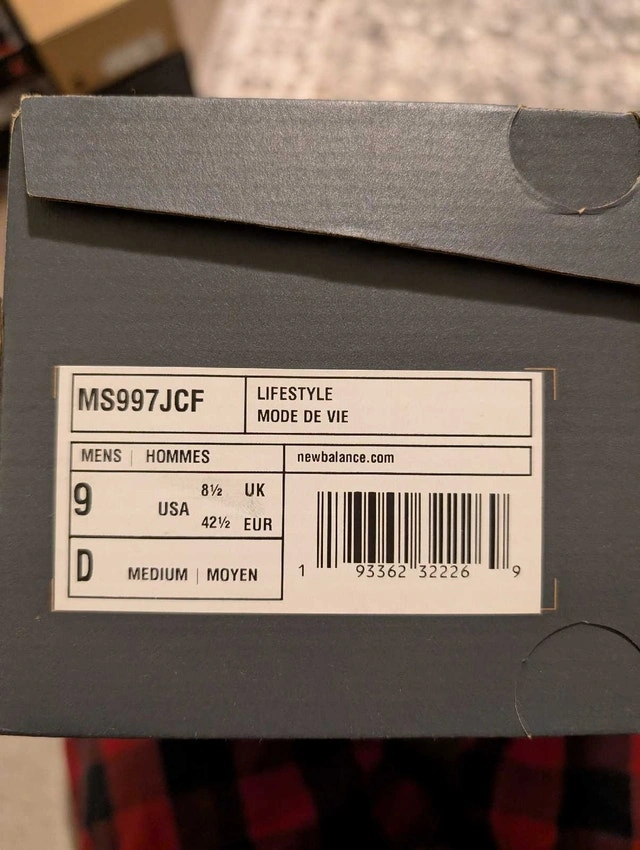 MS997JCF
LIFESTYLE
MODE DE VIE
MENS | HOMMES
newbalance.com
9 USA
8½ UK
42½ EUR
D MEDIUM | MOYEN
1 93362 32226 9